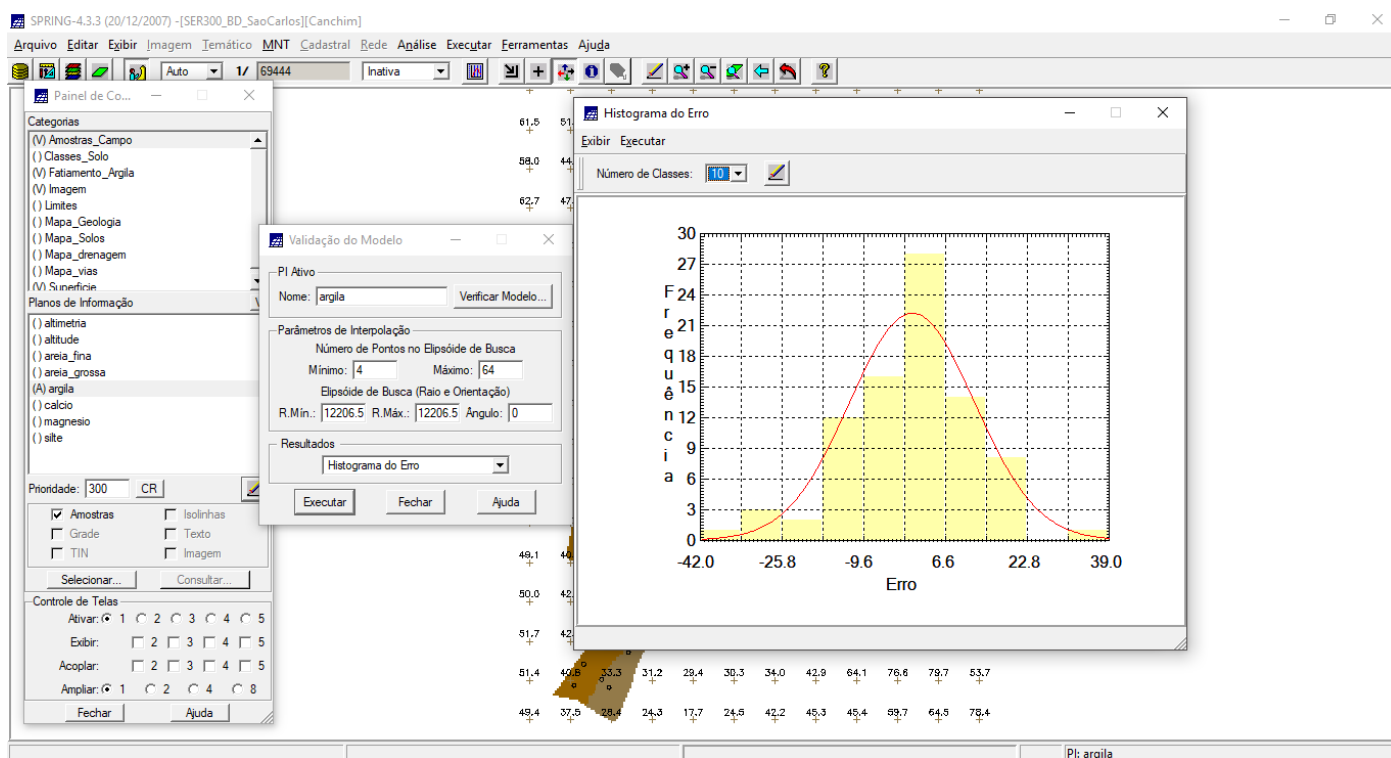 SPRING-4.3.3 (20/12/2007) -[SER300_BD_SaoCarlos][Canchim]
Arquivo Editar Exibir Imagem Temático MNT Cadastral Rede Análise Executar Ferramentas Ajuda
Auto 1/ 69444 Inativa
Painel de Co...
Categorias
(V) Amostras_Campo
( ) Classes_Solo
(V) Fatiamento_Argila
(V) Imagem
( ) Limites
( ) Mapa_Geologia
( ) Mapa_Solos
( ) Mapa_drenagem
( ) Mapa_vias
(V) Superficie
Planos de Informação
( ) altimetria
( ) altitude
( ) areia_fina
( ) areia_grossa
(A) argila
( ) calcio
( ) magnesio
( ) silte
Prioridade: 300 CR
Amostras Isolinhas
Grade Texto
TIN Imagem
Selecionar... Consultar...
Controle de Telas
Ativar: 1 2 3 4 5
Exibir: 2 3 4 5
Acoplar: 2 3 4 5
Ampliar: 1 2 4 8
Fechar Ajuda
Validação do Modelo
PI Ativo
Nome: argila Verificar Modelo...
Parâmetros de Interpolação
Número de Pontos no Elipsóide de Busca
Mínimo: 4 Máximo: 64
Elipsóide de Busca (Raio e Orientação)
R.Mín.: 12206.5 R.Máx.: 12206.5 Angulo: 0
Resultados
Histograma do Erro
Executar Fechar Ajuda
61.5 51.
58.0 44.
62.7 47.
Histograma do Erro
Exibir Executar
Número de Classes: 10
Frequência
30
27
24
21
18
15
12
9
6
3
0
-42.0 -25.8 -9.6 6.6 22.8 39.0
Erro
49.1
50.0 42.
51.7 42.
51.4 40.8 33.3 31.2 29.4 30.3 34.0 42.9 64.1 76.6 79.7 53.7
49.4 37.5 28.4 24.3 17.7 24.5 42.2 45.3 45.4 59.7 64.5 78.4
PI: argila